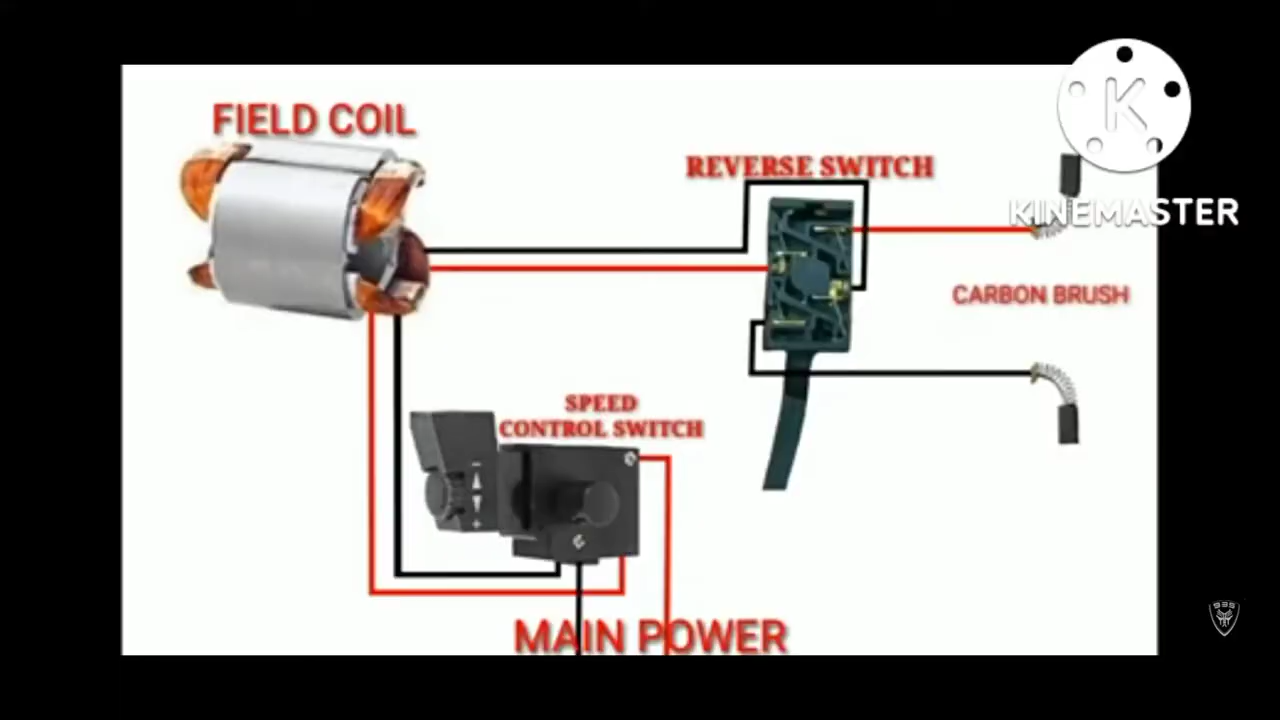 FIELD COIL
REVERSE SWITCH
K
KINEMASTER
CARBON BRUSH
SPEED
CONTROL SWITCH
MAIN POWER